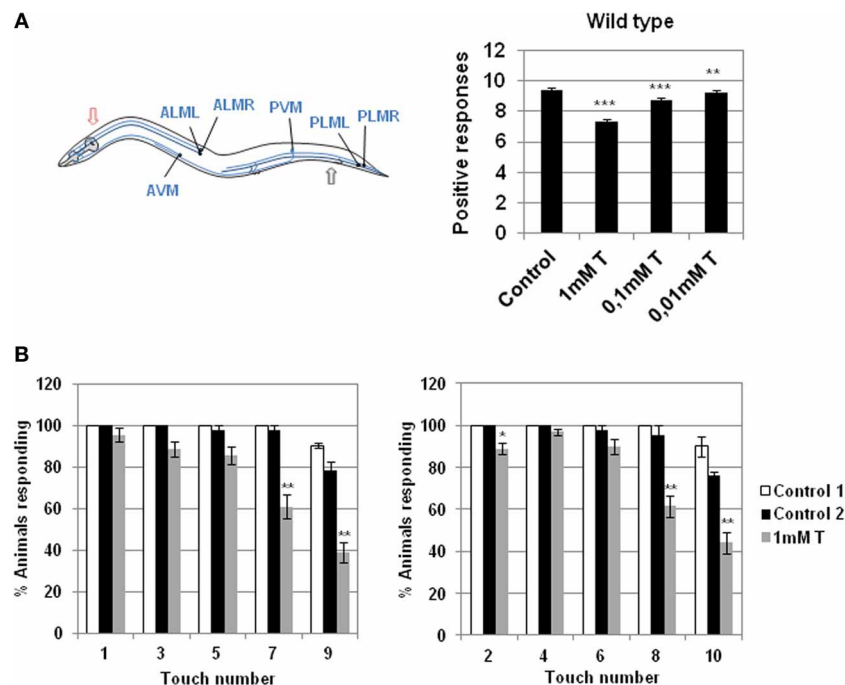 A
ALML
ALMR
PVM
PLML
PLMR
AVM
Wild type
Positive responses
12
10
8
6
4
2
0
***
***
**
Control
1mM T
0,1mM T
0,01mM T
B
% Animals responding
120
100
80
60
40
20
0
**
**
1 3 5 7 9
Touch number
% Animals responding
120
100
80
60
40
20
0
*
**
**
2 4 6 8 10
Touch number
Control 1
Control 2
1mM T